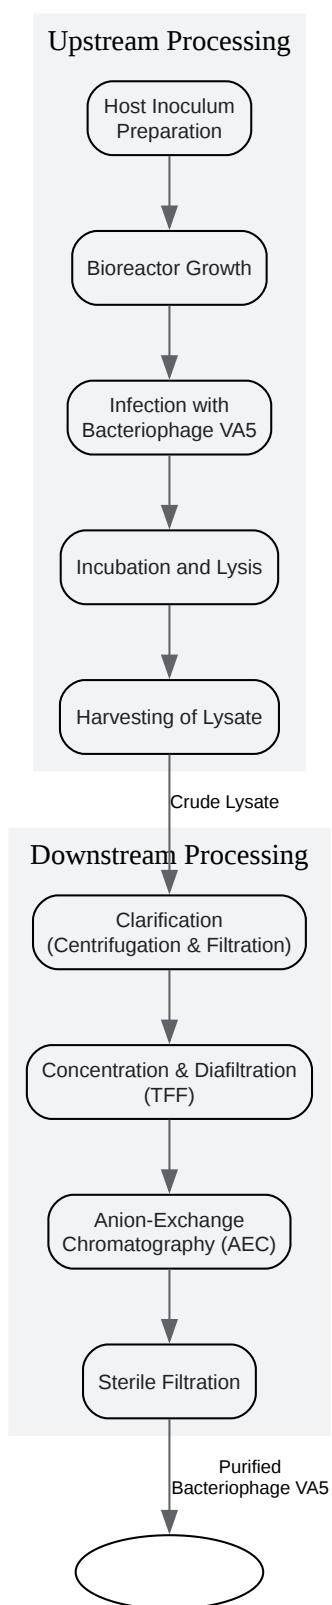 Upstream Processing
Host Inoculum
Preparation
Bioreactor Growth
Infection with
Bacteriophage VA5
Incubation and Lysis
Harvesting of Lysate
Crude Lysate
Downstream Processing
Clarification
(Centrifugation & Filtration)
Concentration & Diafiltration
(TFF)
Anion-Exchange
Chromatography (AEC)
Sterile Filtration
Purified
Bacteriophage VA5